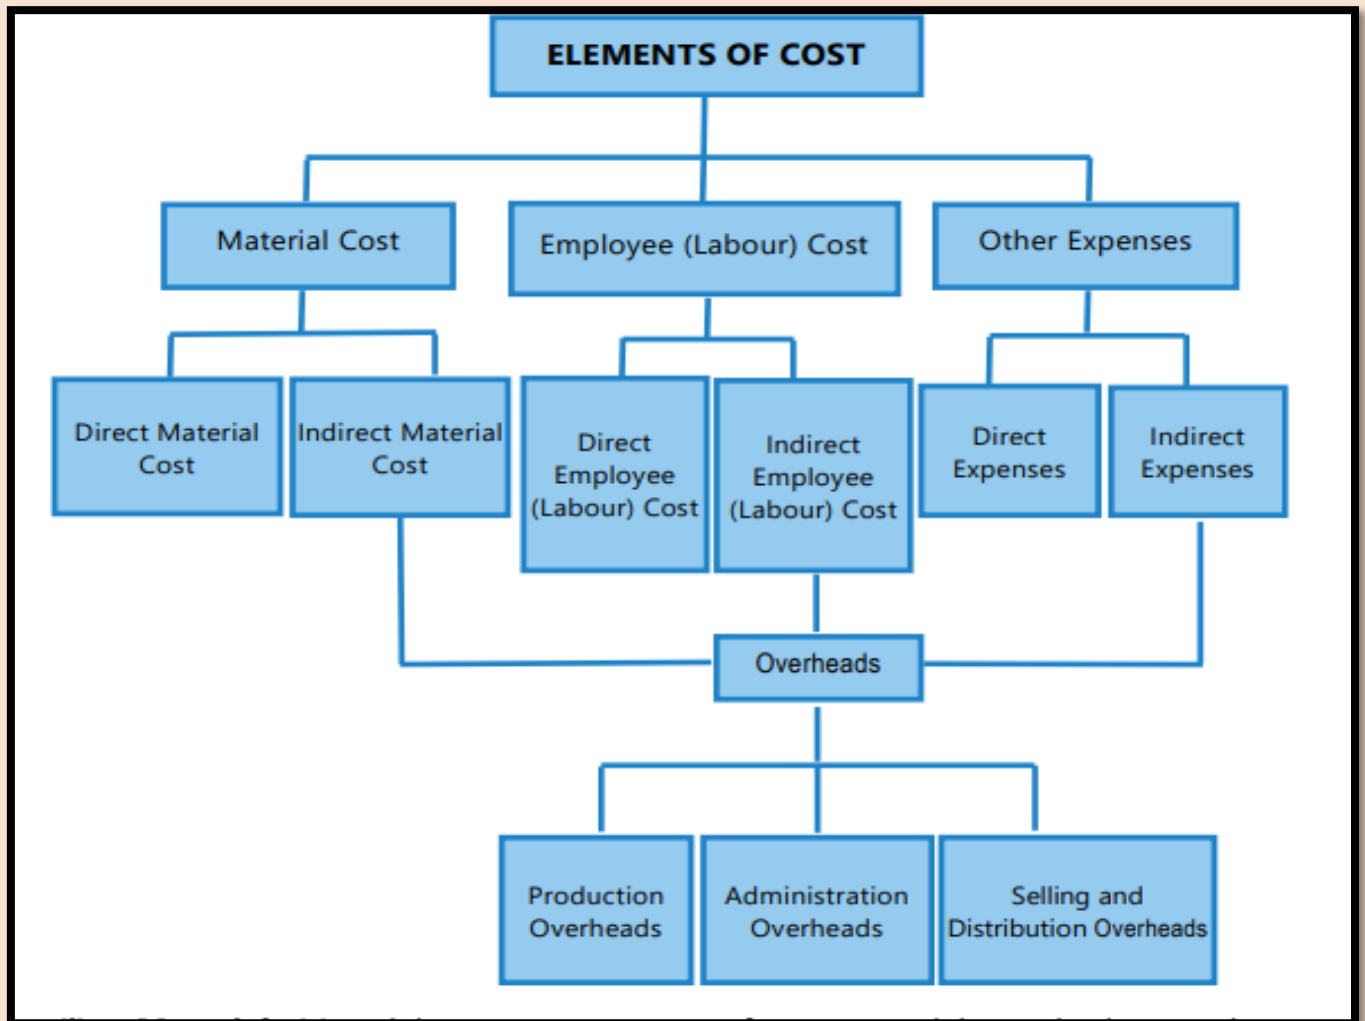 ELEMENTS OF COST
Material Cost
Employee (Labour) Cost
Other Expenses
Direct Material
Cost
Indirect Material
Cost
Direct
Employee
(Labour) Cost
Indirect
Employee
(Labour) Cost
Direct
Expenses
Indirect
Expenses
Overheads
Production
Overheads
Administration
Overheads
Selling and
Distribution Overheads